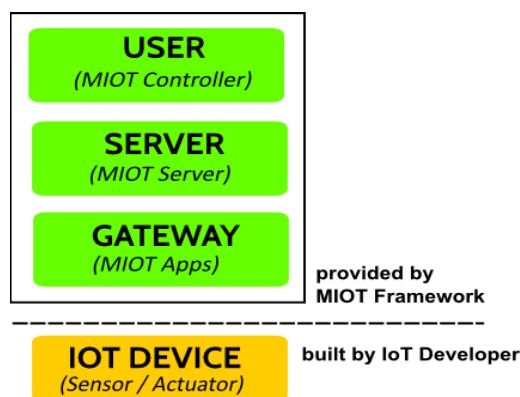 USER
(MIOT Controller)
SERVER
(MIOT Server)
GATEWAY
(MIOT Apps)
provided by
MIOT Framework
IOT DEVICE
(Sensor / Actuator)
built by IoT Developer